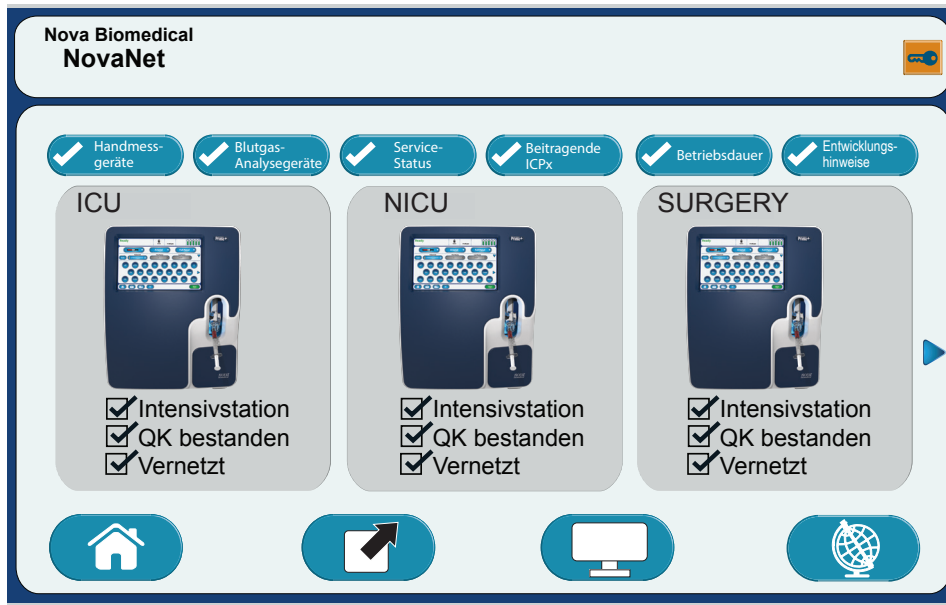 Nova Biomedical
NovaNet
Handmess-
geräte
Blutgas-
Analysegeräte
Service-
Status
Beitragende
ICPx
Betriebsdauer
Entwicklungs-
hinweise
ICU
NICU
SURGERY
Intensivstation
QK bestanden
Vernetzt
Intensivstation
QK bestanden
Vernetzt
Intensivstation
QK bestanden
Vernetzt